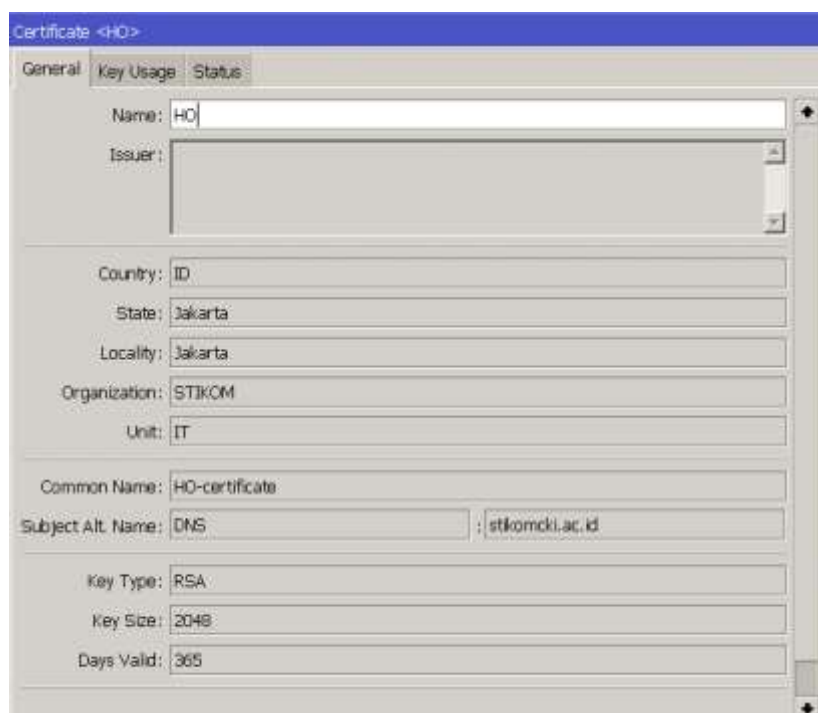 Certificate <HO>
General Key Usage Status
Name: HO
Issuer:
Country: ID
State: Jakarta
Locality: Jakarta
Organization: STIKOM
Unit: IT
Common Name: HO-certificate
Subject Alt. Name: DNS : stikomcki.ac.id
Key Type: RSA
Key Size: 2048
Days Valid: 365